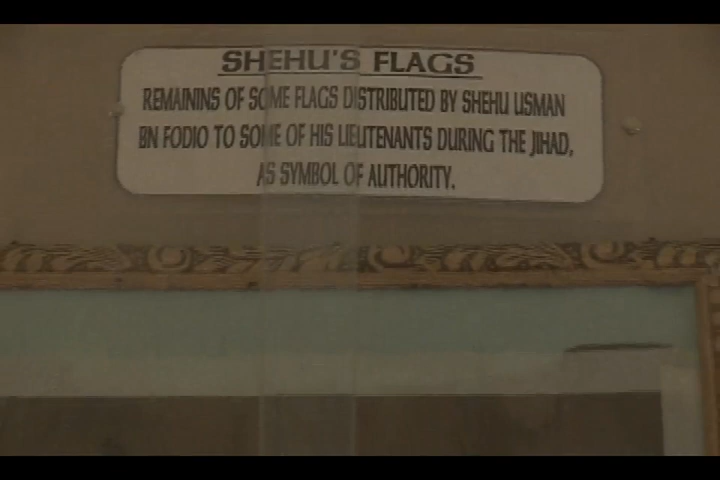 SHEHU'S FLAGS
REMAININS OF SOME FLAGS DISTRIBUTED BY SHEHU USMAN
BN FODIO TO SOME OF HIS LIEUTENANTS DURING THE JIHAD,
AS SYMBOL OF AUTHORITY.